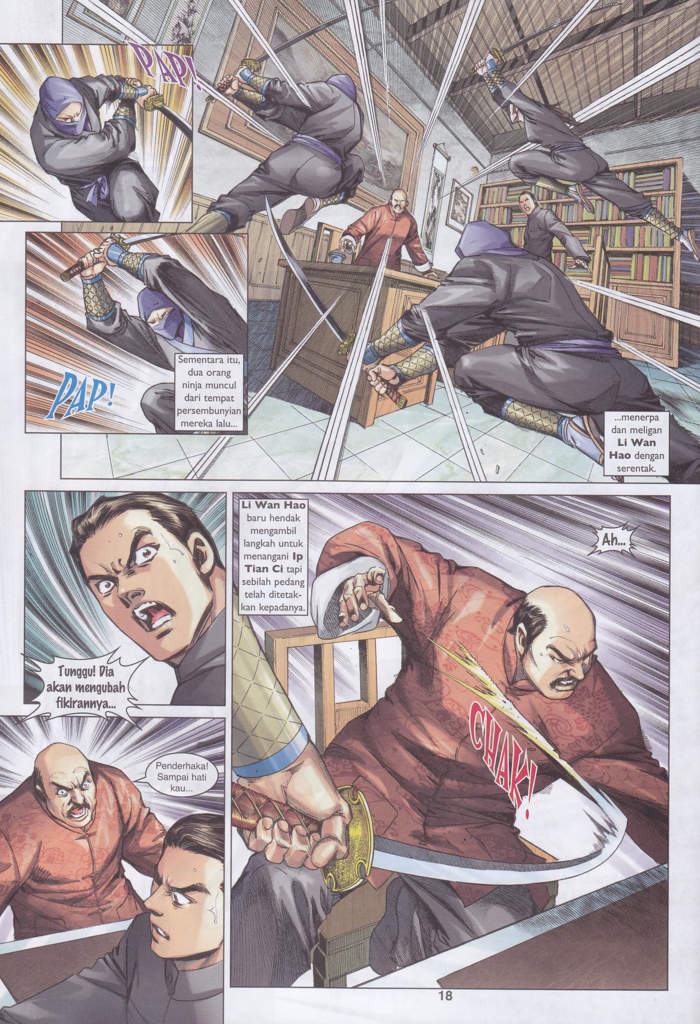 PAP!
PAP!
Sementara itu,
dua orang
ninja muncul
dari tempat
persembunyian
mereka lalu...
...menerpa
dan meligan
Li Wan
Hao dengan
serentak.
Tunggu! Dia
akan mengubah
fikirannya...
Penderhaka!
Sampai hati
kau...
Li Wan Hao
baru hendak
mengambil
langkah untuk
menangani Ip
Tian Ci tapi
sebilah pedang
telah ditetak-
kan kepadanya.
Ah...
CHAK!
18